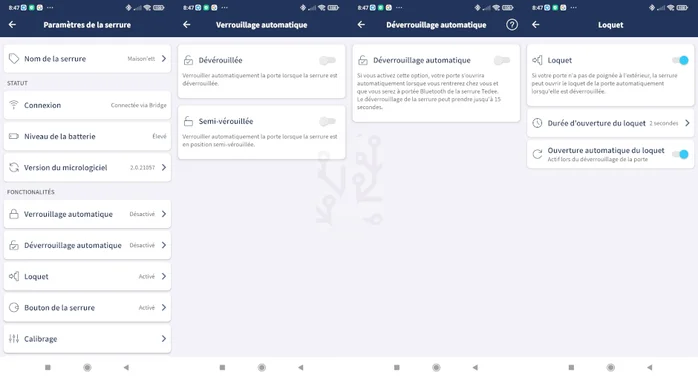 8:47
Paramètres de la serrure
Nom de la serrure
Maison'etc
STATUT
Connexion
Connectée via Bridge
Niveau de la batterie
Élevé
Version du micrologiciel
2.0.21097
FONCTIONALITÉS
Verrouillage automatique
Désactivé
Déverrouillage automatique
Désactivé
Loquet
Activé
Bouton de la serrure
Activé
Calibrage
8:47
Verrouillage automatique
Dévérouillée
Verrouiller automatiquement la porte lorsque la serrure est
déverrouillée.
Semi-vérouillée
Verrouiller automatiquement la porte lorsque la serrure est
en position semi-vérouillée.
8:47
Déverrouillage automatique
Déverrouillage automatique
Si vous activez cette option, votre porte s'ouvrira
automatiquement lorsque vous rentrerez chez vous et
que vous serez à portée Bluetooth de la serrure Tedee.
Le déverrouillage de la serrure peut prendre jusqu'à 15
secondes.
8:47
Loquet
Loquet
Si votre porte n'a pas de poignée à l'extérieur, la serrure
peut ouvrir le loquet de la porte automatiquement
lorsqu'elle est déverrouillée.
Durée d'ouverture du loquet
2 secondes
Ouverture automatique du loquet
Actif lors du déverrouillage de la porte